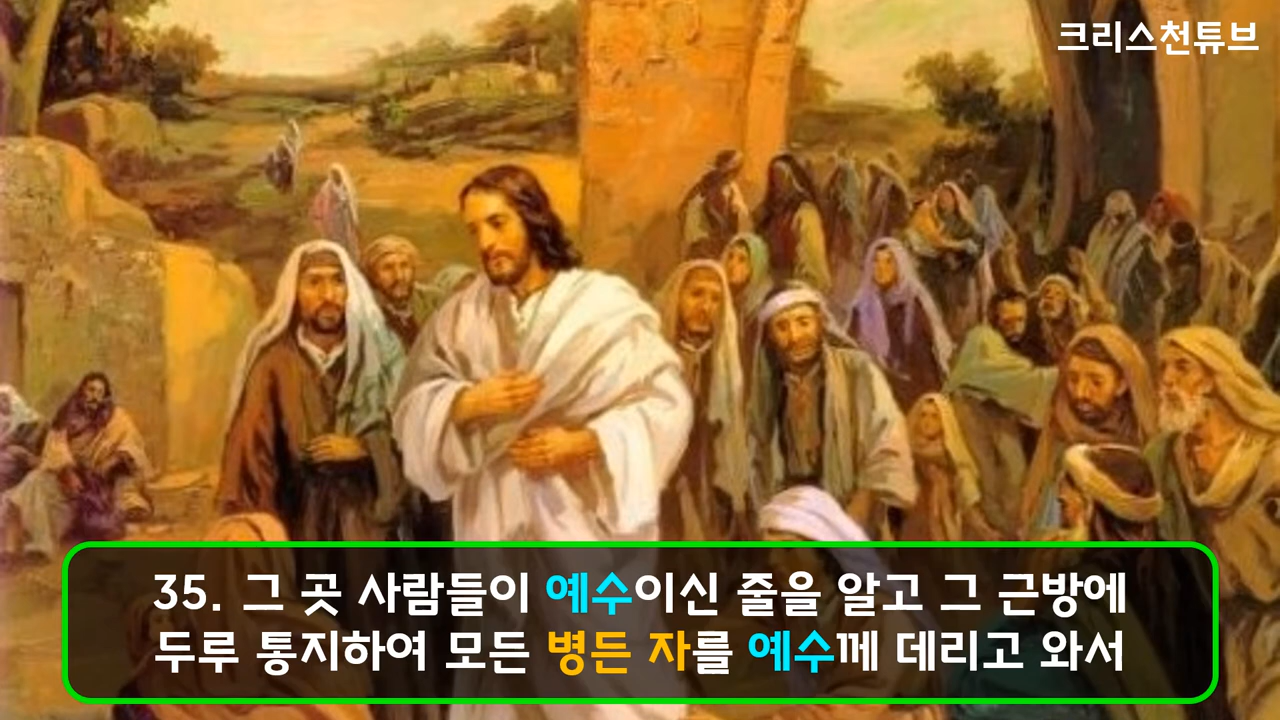 크리스천튜브
35. 그 곳 사람들이 예수이신 줄을 알고 그 근방에
두루 통지하여 모든 병든 자를 예수께 데리고 와서